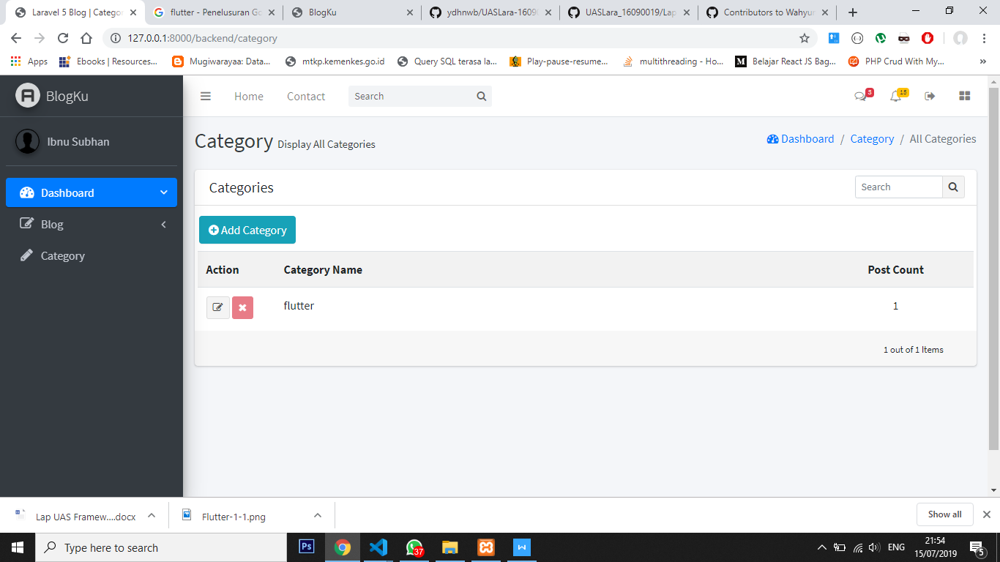 Laravel 5 Blog | Catego
flutter - Penelusuran Go
BlogKu
ydhnwb/UASLara-1609
UASLara_16090019/Lap
Contributors to Wahyu
127.0.0.1:8000/backend/category
Apps
Ebooks | Resources...
Mugiwarayaa: Data...
mtkp.kemenkes.go.id
Query SQL terasa la...
Play-pause-resume...
multithreading - Ho...
Belajar React JS Bag...
PHP Crud With My...
»
BlogKu
Home
Contact
Search
3
15
Ibnu Subhan
Category Display All Categories
Dashboard / Category / All Categories
Dashboard
Blog
Category
Categories
Search
Add Category
Action
Category Name
Post Count
flutter
1
1 out of 1 Items
Lap UAS Framew....docx
Flutter-1-1.png
Show all
Type here to search
Ps
37
W
ENG
21:54
15/07/2019
5